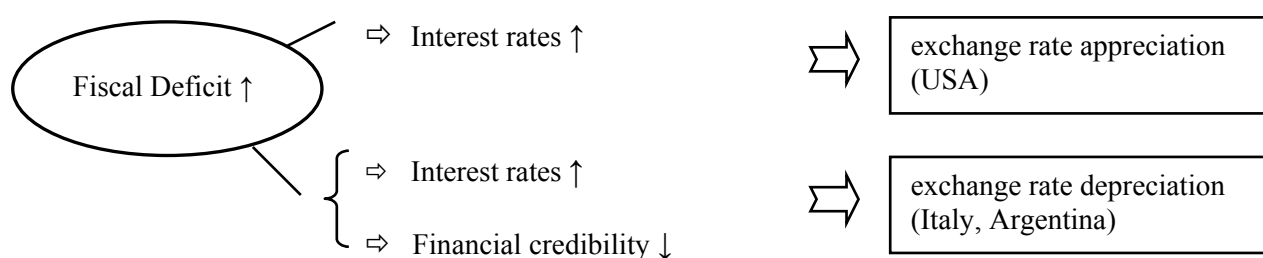 Fiscal Deficit ↑
⇨ Interest rates ↑
exchange rate appreciation
(USA)
⇨ Interest rates ↑
⇨ Financial credibility ↓
exchange rate depreciation
(Italy, Argentina)